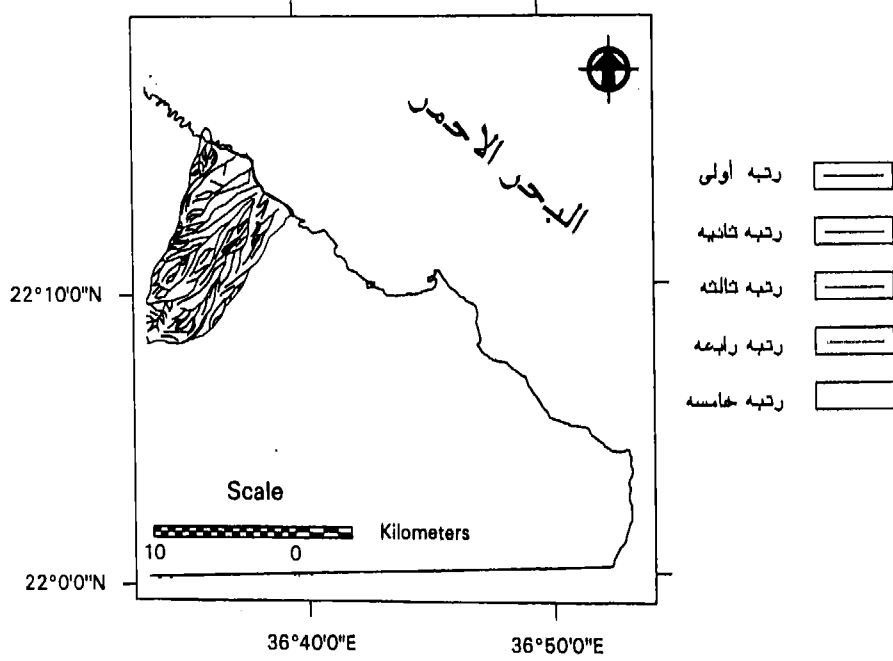 البحر الاحمر
رتبه أولى
رتبه ثانيه
رتبه ثالثه
رتبه رابعه
رتبه خامسه
22°10'0"N
Scale
Kilometers
10 0
22°0'0"N
36°40'0"E 36°50'0"E